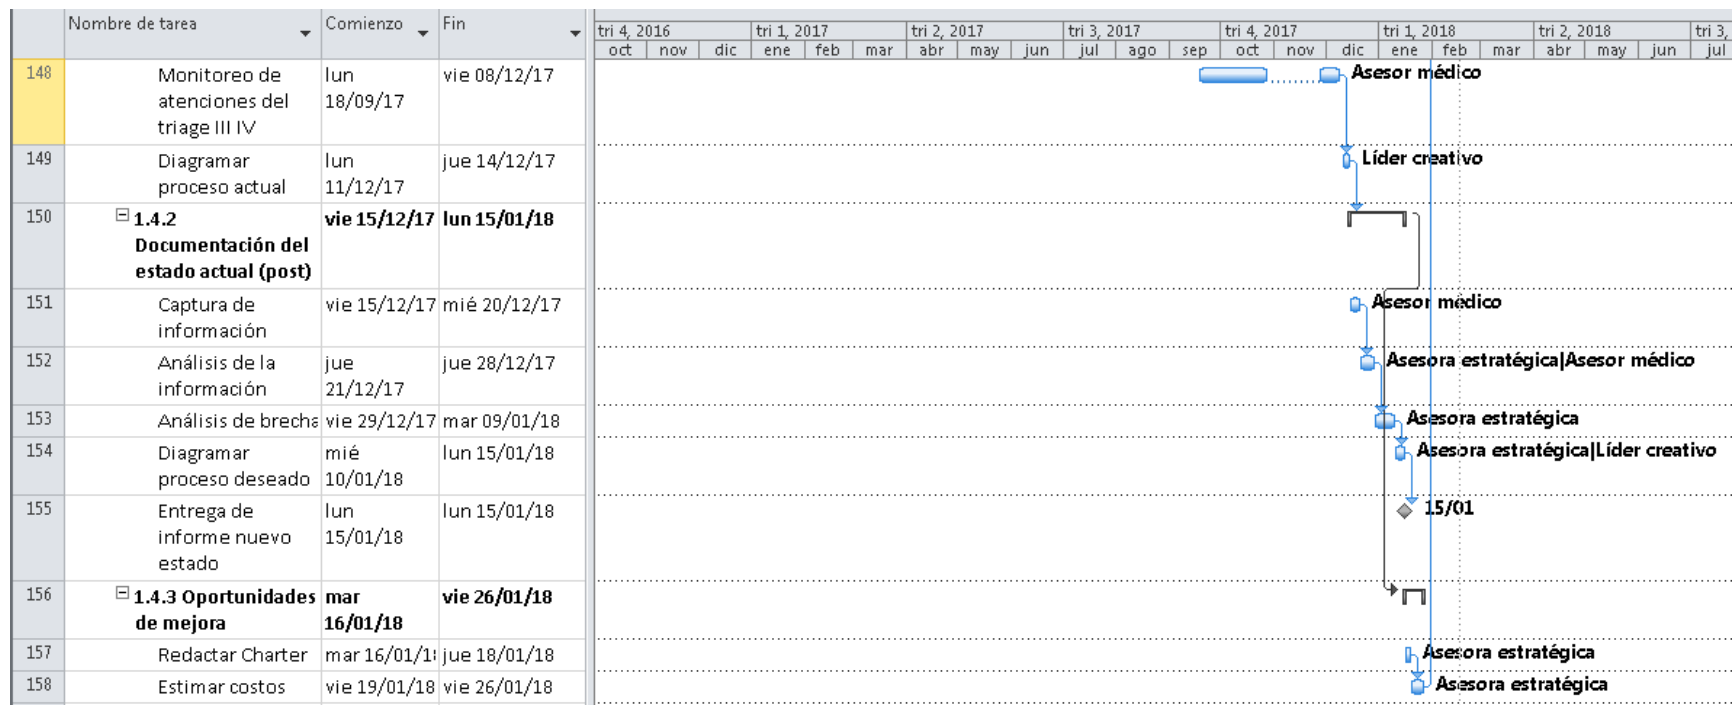 Nombre de tarea Comienzo Fin
tri 4, 2016 tri 1, 2017 tri 2, 2017 tri 3, 2017 tri 4, 2017 tri 1, 2018 tri 2, 2018 tri 3,
oct nov dic ene feb mar abr may jun jul ago sep oct nov dic ene feb mar abr may jun jul
148 Monitoreo de lun vie 08/12/17 Asesor médico
atenciones del 18/09/17
triage III IV
149 Diagramar lun jue 14/12/17 Líder creativo
proceso actual 11/12/17
150 1.4.2 vie 15/12/17 lun 15/01/18
Documentación del
estado actual (post)
151 Captura de vie 15/12/17 mié 20/12/17 Asesor médico
información
152 Análisis de la jue jue 28/12/17 Asesora estratégica|Asesor médico
información 21/12/17
153 Análisis de brecha vie 29/12/17 mar 09/01/18 Asesora estratégica
154 Diagramar mié lun 15/01/18 Asesora estratégica|Líder creativo
proceso deseado 10/01/18
155 Entrega de lun lun 15/01/18 15/01
informe nuevo 15/01/18
estado
156 1.4.3 Oportunidades mar vie 26/01/18
de mejora 16/01/18
157 Redactar Charter mar 16/01/1 jue 18/01/18 Asesora estratégica
158 Estimar costos vie 19/01/18 vie 26/01/18 Asesora estratégica